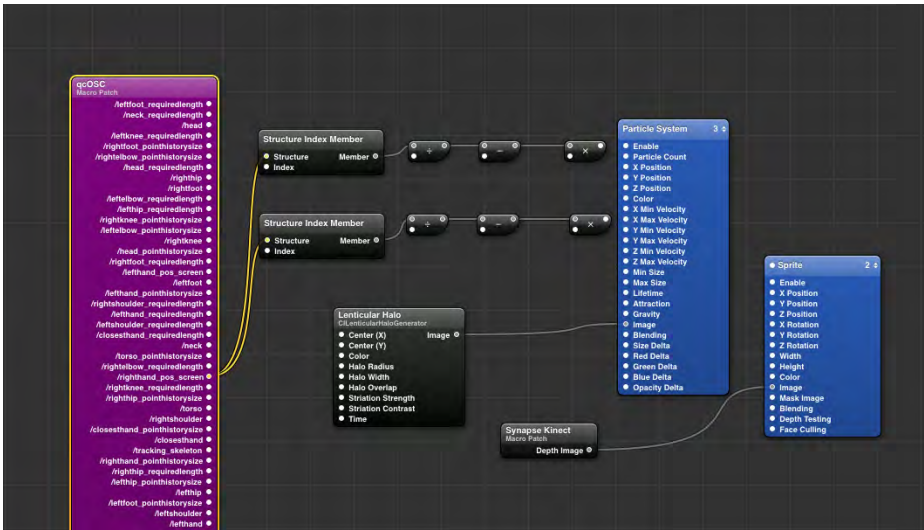 qcOSC
Macro Patch
/leftfoot_requiredlength
/neck_requiredlength
/head
/leftknee_requiredlength
/rightfoot_pointhistorysize
/rightelbow_pointhistorysize
/head_requiredlength
/righthip
/rightfoot
/leftelbow_requiredlength
/lefthip_requiredlength
/rightknee_pointhistorysize
/leftelbow_pointhistorysize
/rightknee
/head_pointhistorysize
/rightfoot_requiredlength
/lefthand_pos_screen
/leftfoot
/lefthand_pointhistorysize
/rightshoulder_pointhistorysize
/lefthand_requiredlength
/leftshoulder_requiredlength
/closesthand_requiredlength
/neck
/torso_pointhistorysize
/rightelbow_requiredlength
/righthand_pos_screen
/rightknee_requiredlength
/righthip_pointhistorysize
/torso
/rightshoulder
/closesthand_pointhistorysize
/closesthand
/tracking_skeleton
/righthand_pointhistorysize
/righthip_requiredlength
/lefthip_pointhistorysize
/lefthip
/leftfoot_pointhistorysize
/leftshoulder
/lefthand
Structure Index Member
Structure Member
Index
÷
−
×
Structure Index Member
Structure Member
Index
÷
−
×
Lenticular Halo
CILenticularHaloGenerator
Center (X) Image
Center (Y)
Color
Halo Radius
Halo Width
Halo Overlap
Striation Strength
Striation Contrast
Time
Synapse Kinect
Macro Patch
Depth Image
Particle System 3
Enable
Particle Count
X Position
Y Position
Z Position
Color
X Min Velocity
X Max Velocity
Y Min Velocity
Y Max Velocity
Z Min Velocity
Z Max Velocity
Min Size
Max Size
Lifetime
Attraction
Gravity
Image
Blending
Size Delta
Red Delta
Green Delta
Blue Delta
Opacity Delta
Sprite 2
Enable
X Position
Y Position
Z Position
X Rotation
Y Rotation
Z Rotation
Width
Height
Color
Image
Mask Image
Blending
Depth Testing
Face Culling